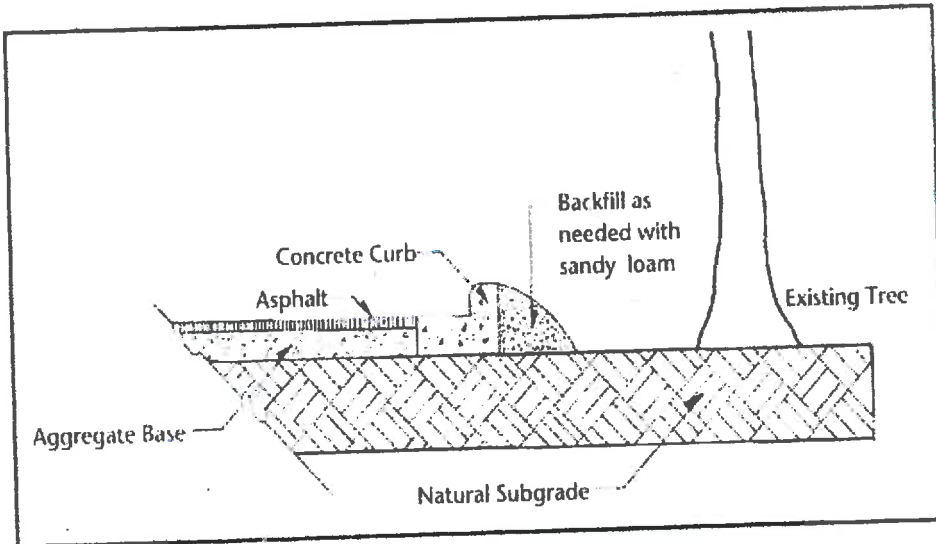 Backfill as
needed with
sandy loam
Concrete Curb
Asphalt
Existing Tree
Aggregate Base
Natural Subgrade